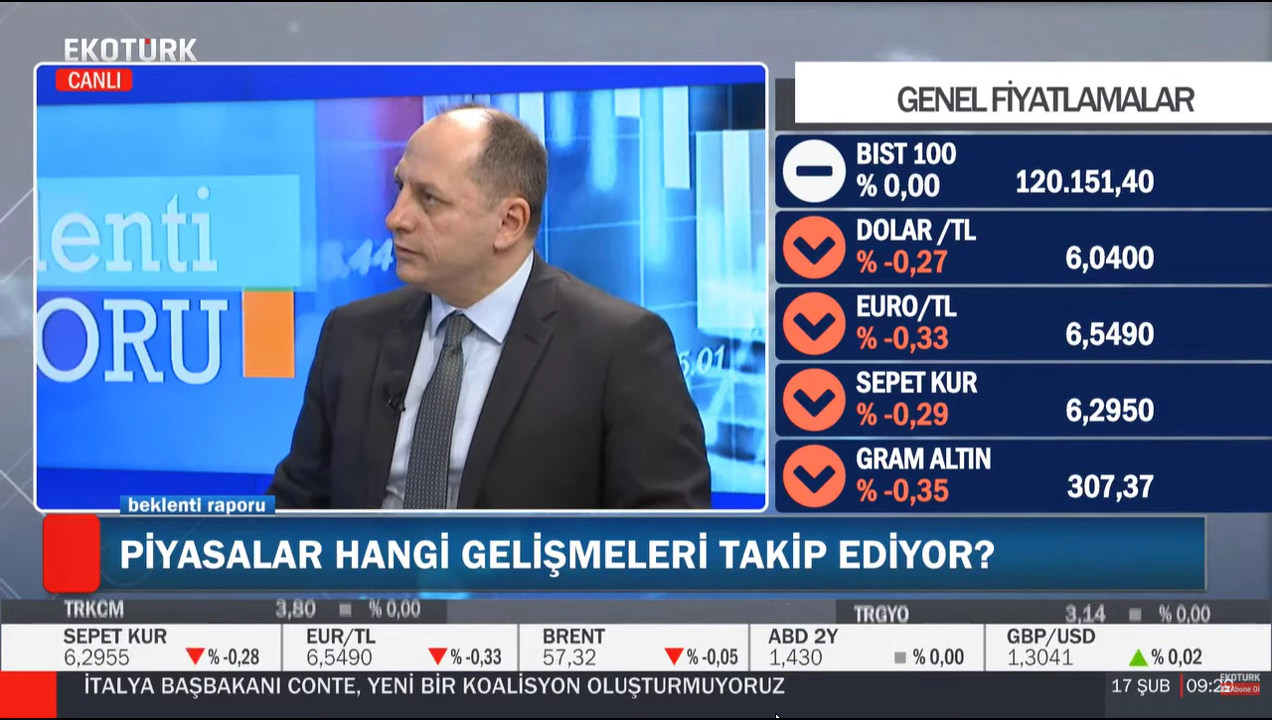 EKOTÜRK
CANLI
lenti
ORU
GENEL FİYATLAMALAR
BIST 100
% 0,00 120.151,40
DOLAR /TL
% -0,27 6,0400
EURO/TL
% -0,33 6,5490
SEPET KUR
% -0,29 6,2950
GRAM ALTIN
% -0,35 307,37
beklenti raporu
PİYASALAR HANGİ GELİŞMELERİ TAKİP EDİYOR?
TRKCM 3,80 % 0,00 TRGYO 3,14 % 0,00
SEPET KUR EUR/TL BRENT ABD 2Y GBP/USD
6,2955 % -0,28 6,5490 % -0,33 57,32 % -0,05 1,430 % 0,00 1,3041 % 0,02
İTALYA BAŞBAKANI CONTE, YENİ BİR KOALİSYON OLUŞTURMUYORUZ
17 ŞUB
EKOTÜRK
Abone Ol